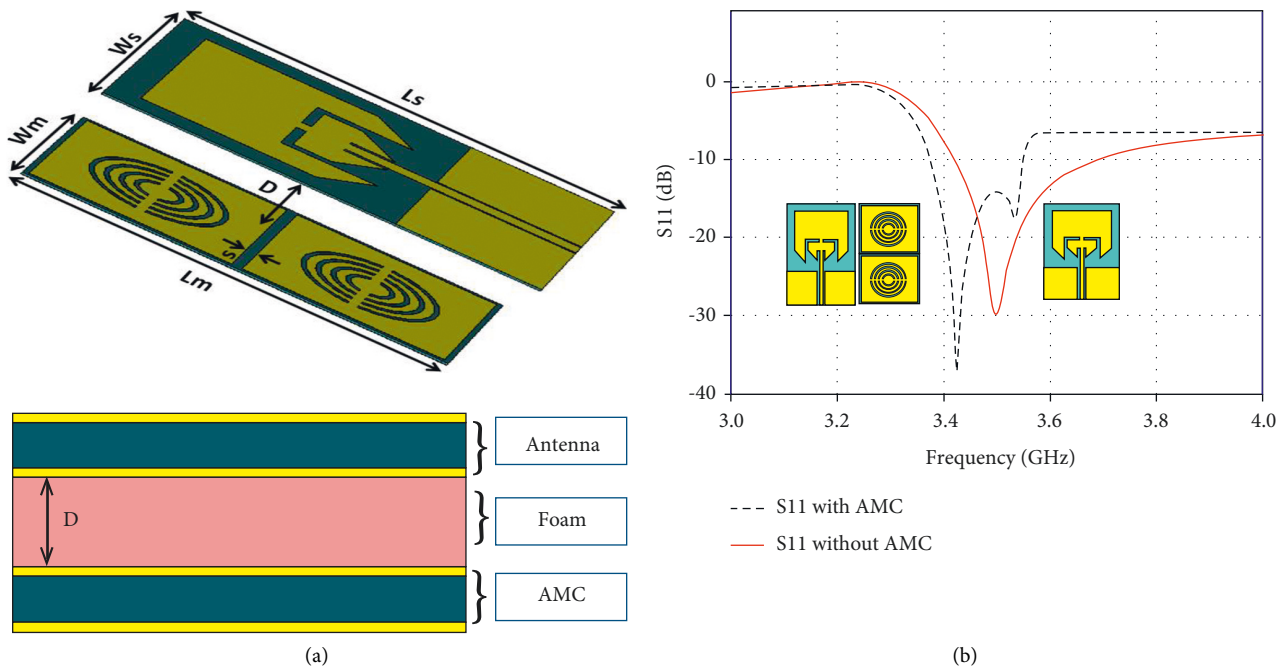 Ws
Ls
Wm
D
s
Lm
Antenna
D
Foam
AMC
(a)
S11 (dB)
0
-10
-20
-30
-40
3.0
3.2
3.4
3.6
3.8
4.0
Frequency (GHz)
S11 with AMC
S11 without AMC
(b)